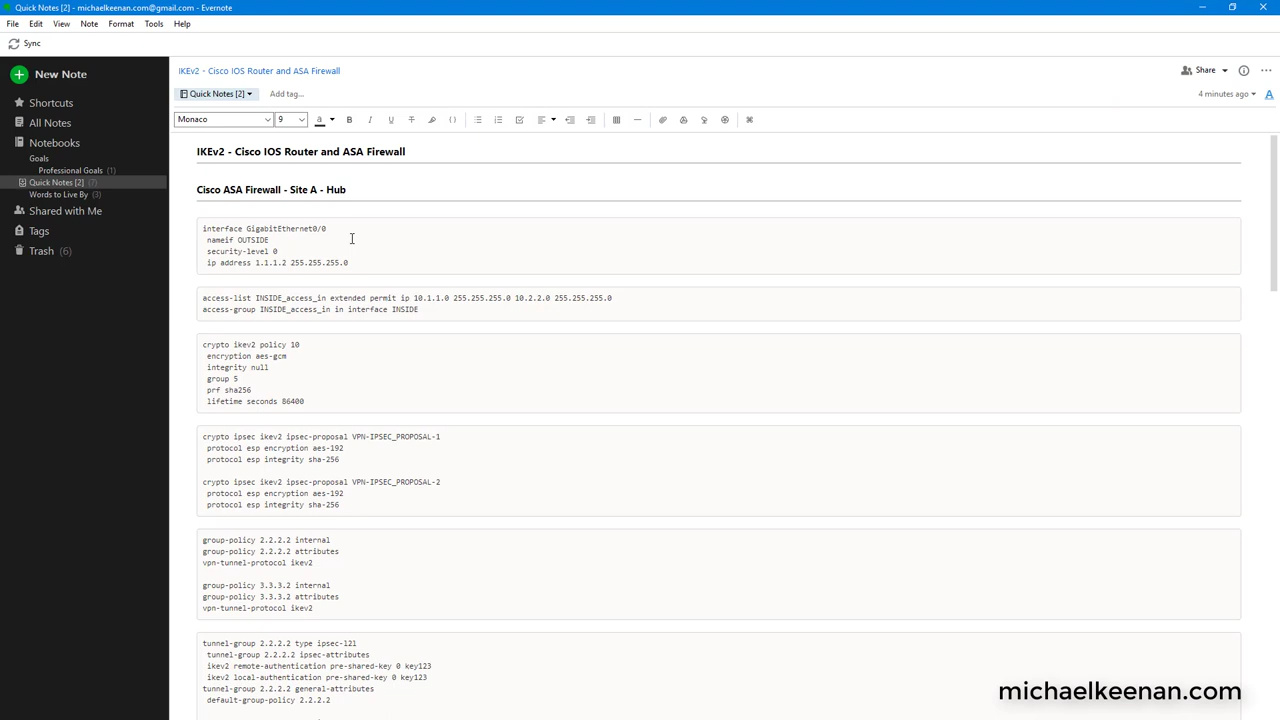 Quick Notes [2] - michaelkeenan.com@gmail.com - Evernote
File Edit View Note Format Tools Help
Sync
New Note
Shortcuts
All Notes
Notebooks
Goals
Professional Goals (1)
Quick Notes [2] (7)
Words to Live By (3)
Shared with Me
Tags
Trash (6)
IKEv2 - Cisco IOS Router and ASA Firewall
Share
Quick Notes [2]
Add tag...
4 minutes ago
A
Monaco
9
a
B I U T
IKEv2 - Cisco IOS Router and ASA Firewall
Cisco ASA Firewall - Site A - Hub
interface GigabitEthernet0/0
nameif OUTSIDE
security-level 0
ip address 1.1.1.2 255.255.255.0
access-list INSIDE_access_in extended permit ip 10.1.1.0 255.255.255.0 10.2.2.0 255.255.255.0
access-group INSIDE_access_in in interface INSIDE
crypto ikev2 policy 10
encryption aes-gcm
integrity null
group 5
prf sha256
lifetime seconds 86400
crypto ipsec ikev2 ipsec-proposal VPN-IPSEC_PROPOSAL-1
protocol esp encryption aes-192
protocol esp integrity sha-256
crypto ipsec ikev2 ipsec-proposal VPN-IPSEC_PROPOSAL-2
protocol esp encryption aes-192
protocol esp integrity sha-256
group-policy 2.2.2.2 internal
group-policy 2.2.2.2 attributes
vpn-tunnel-protocol ikev2
group-policy 3.3.3.2 internal
group-policy 3.3.3.2 attributes
vpn-tunnel-protocol ikev2
tunnel-group 2.2.2.2 type ipsec-l2l
tunnel-group 2.2.2.2 ipsec-attributes
ikev2 remote-authentication pre-shared-key 0 key123
ikev2 local-authentication pre-shared-key 0 key123
tunnel-group 2.2.2.2 general-attributes
default-group-policy 2.2.2.2
michaelkeenan.com